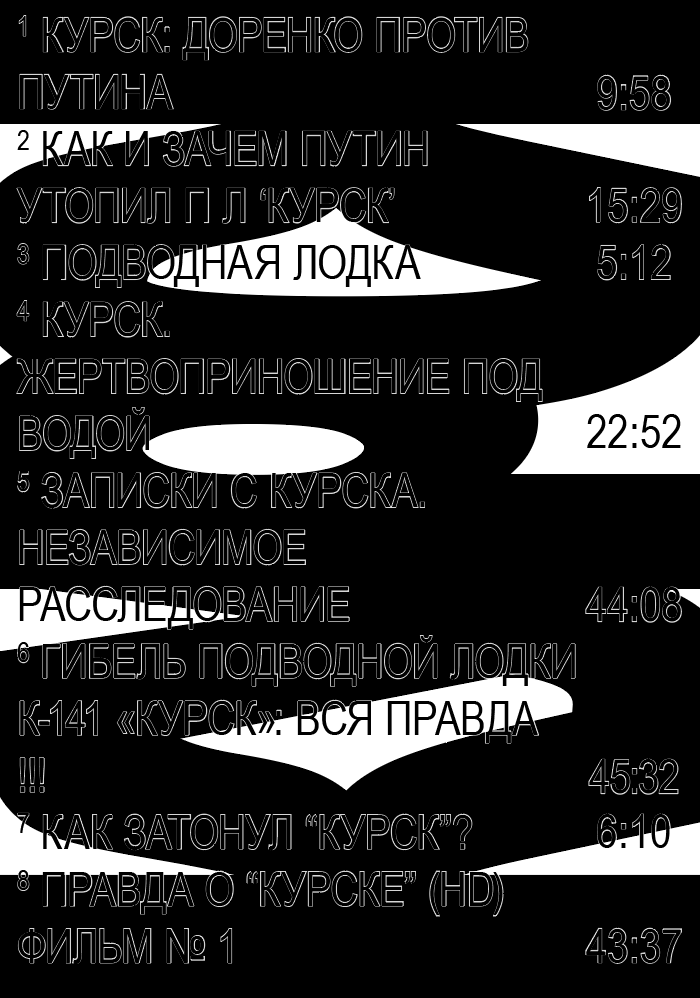 1 КУРСК: ДОРЕНКО ПРОТИВ
ПУТИНА 9:58
2 КАК И ЗАЧЕМ ПУТИН
УТОПИЛ П Л ‘КУРСК’ 15:29
3 ПОДВОДНАЯ ЛОДКА 5:12
4 КУРСК.
ЖЕРТВОПРИНОШЕНИЕ ПОД
ВОДОЙ 22:52
5 ЗАПИСКИ С КУРСКА.
НЕЗАВИСИМОЕ
РАССЛЕДОВАНИЕ 44:08
6 ГИБЕЛЬ ПОДВОДНОЙ ЛОДКИ
К-141 «КУРСК»: ВСЯ ПРАВДА
!!! 45:32
7 КАК ЗАТОНУЛ “КУРСК”? 6:10
8 ПРАВДА О “КУРСКЕ” (HD)
ФИЛЬМ № 1 43:37